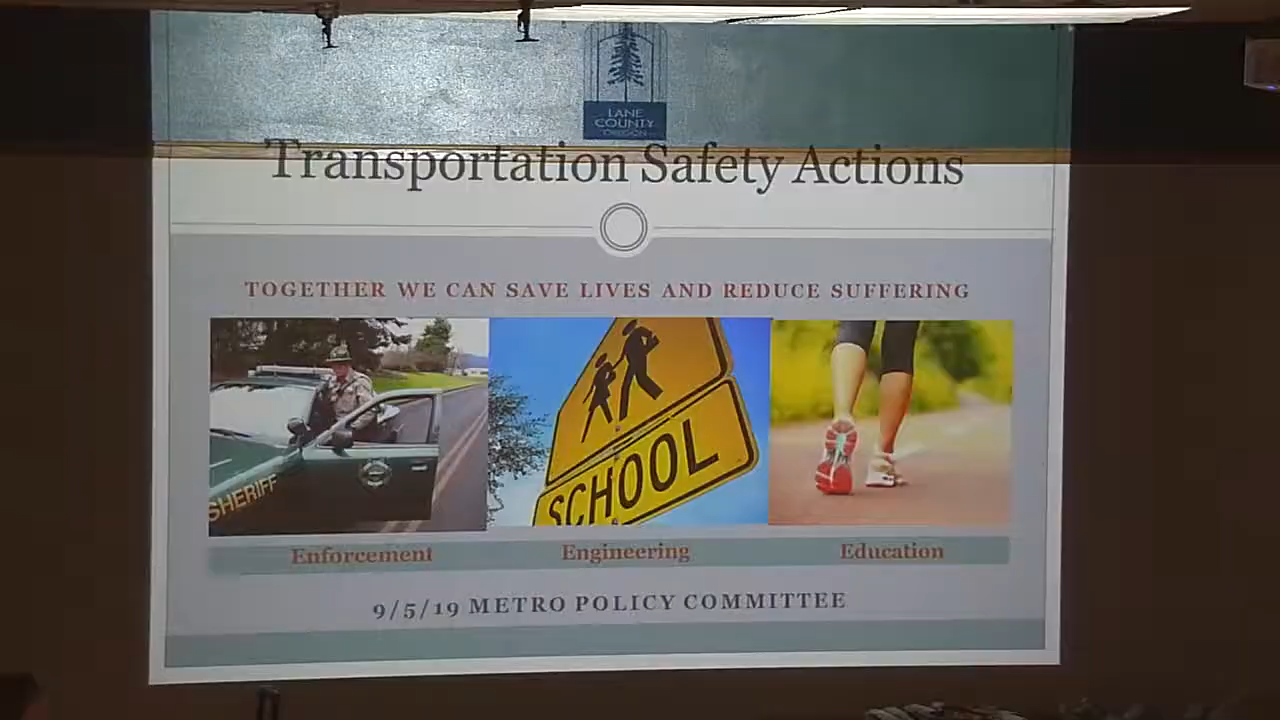 LANE
COUNTY
OREGON
Transportation Safety Actions
TOGETHER WE CAN SAVE LIVES AND REDUCE SUFFERING
SHERIFF
SCHOOL
Enforcement
Engineering
Education
9/5/19 METRO POLICY COMMITTEE